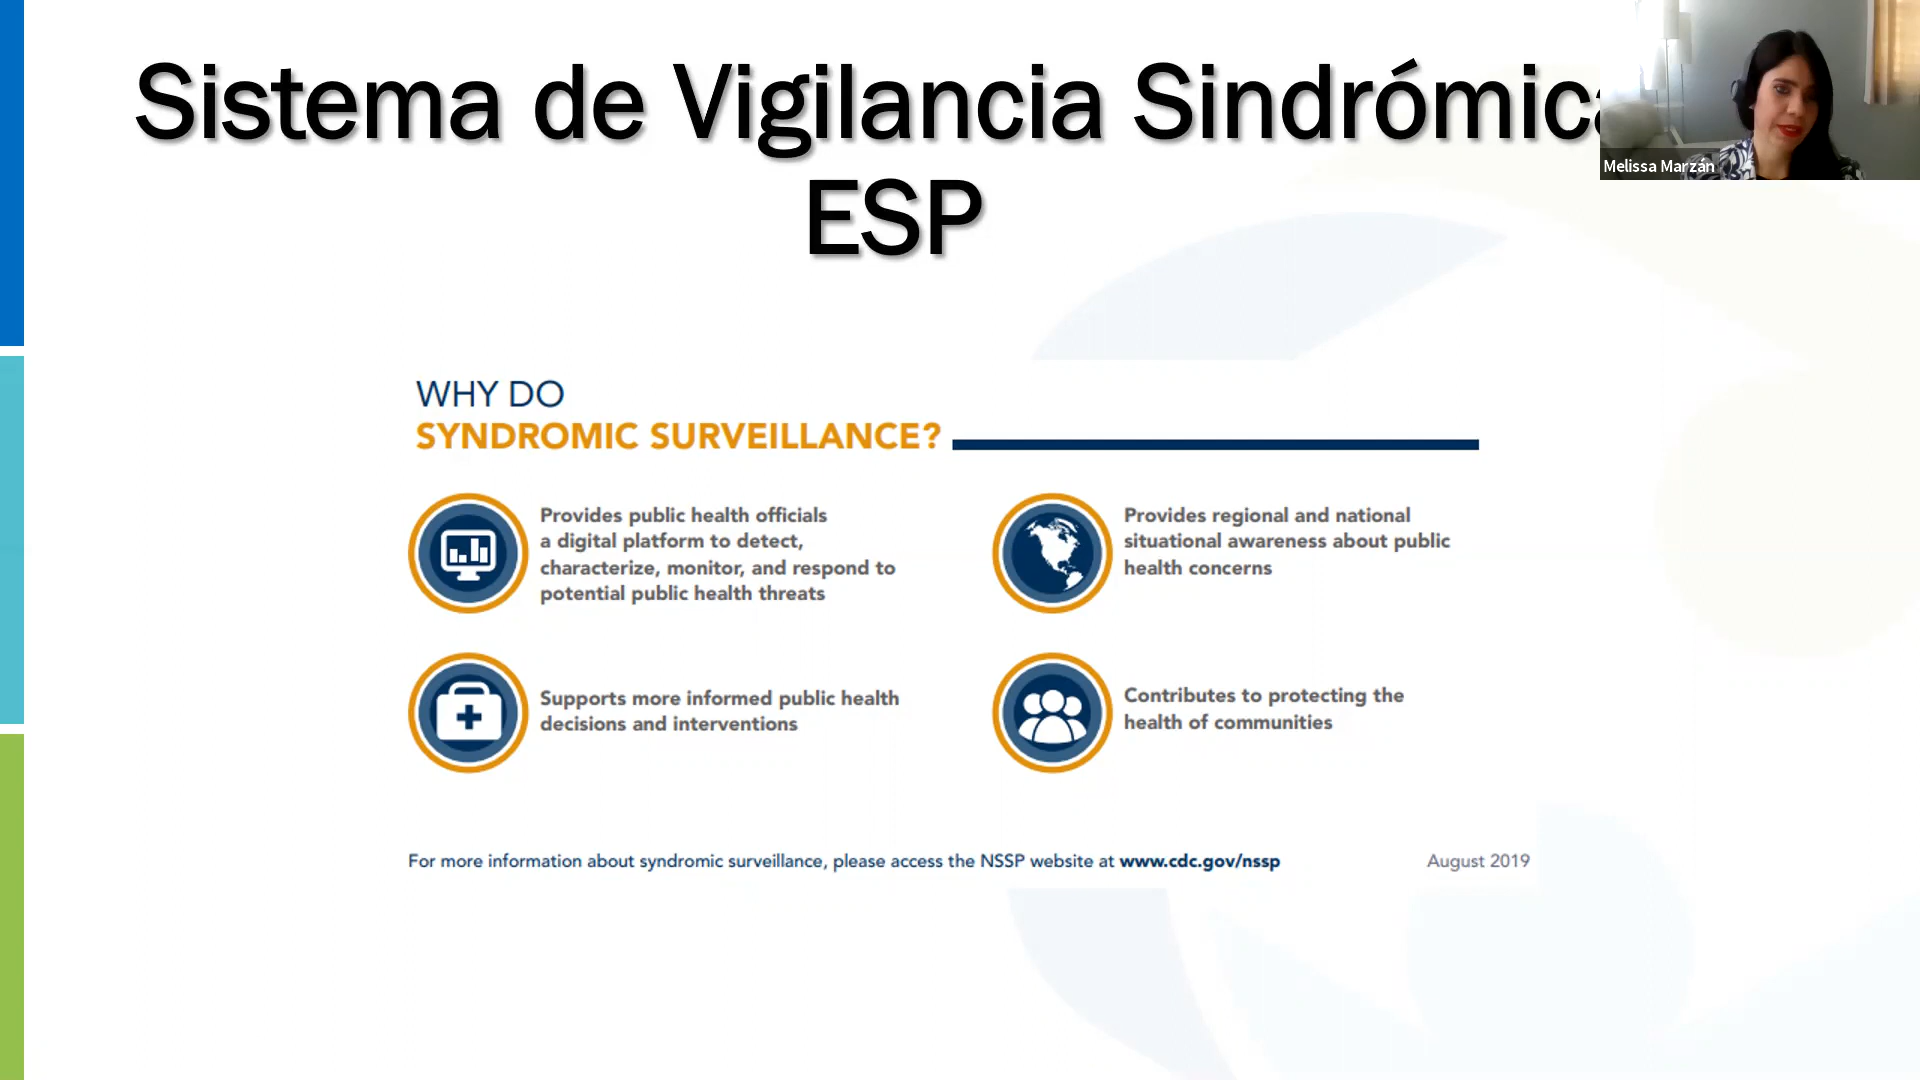 Sistema de Vigilancia Sindrómica
ESP
Melissa Marzán
WHY DO
SYNDROMIC SURVEILLANCE?
Provides public health officials
a digital platform to detect,
characterize, monitor, and respond to
potential public health threats
Provides regional and national
situational awareness about public
health concerns
Supports more informed public health
decisions and interventions
Contributes to protecting the
health of communities
For more information about syndromic surveillance, please access the NSSP website at www.cdc.gov/nssp
August 2019